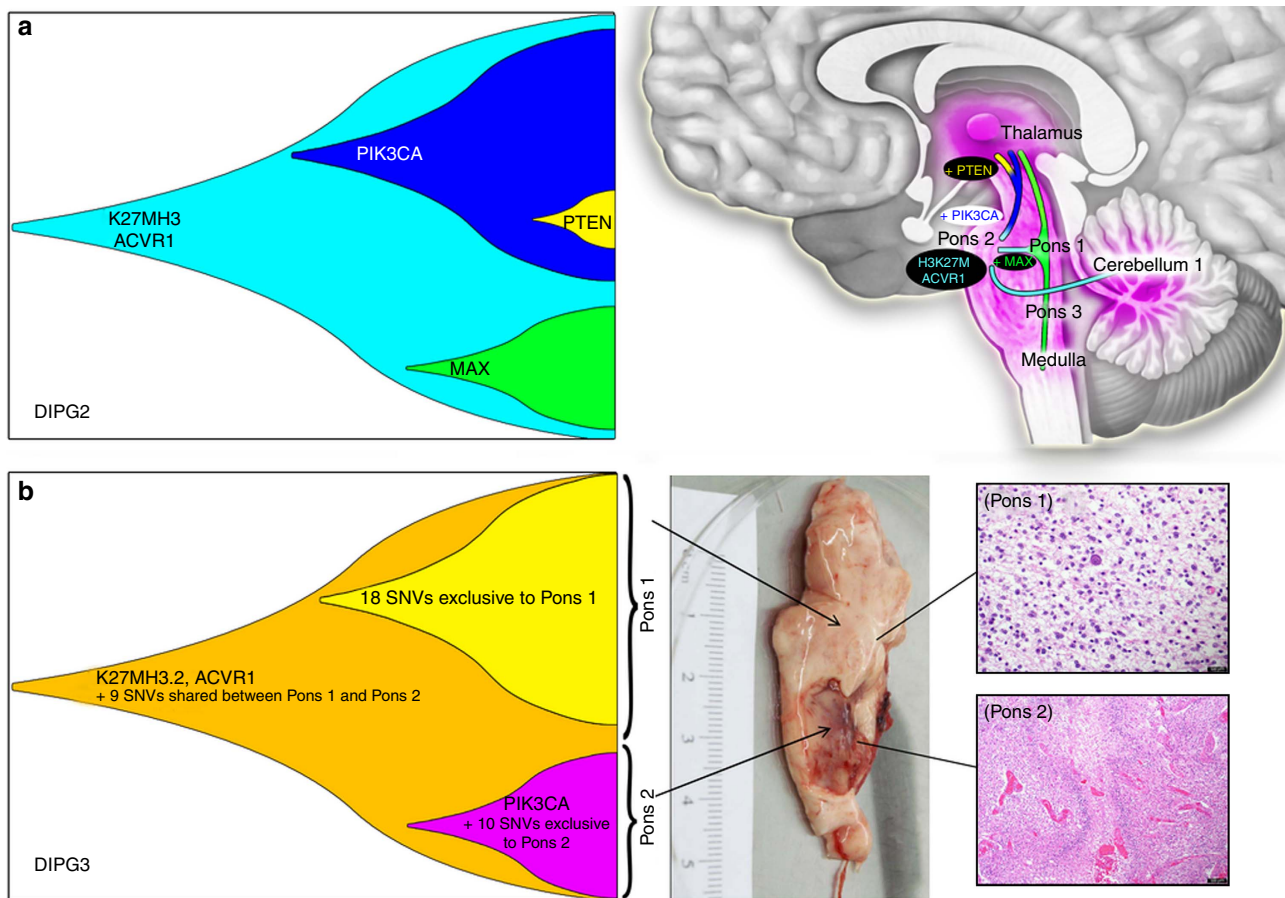 a
K27MH3
ACVR1
PIK3CA
PTEN
MAX
DIPG2
Thalamus
+ PTEN
+ PIK3CA
Pons 2
Pons 1
H3K27M
ACVR1
+ MAX
Cerebellum 1
Pons 3
Medulla
b
18 SNVs exclusive to Pons 1
K27MH3.2, ACVR1
+ 9 SNVs shared between Pons 1 and Pons 2
PIK3CA
+ 10 SNVs exclusive
to Pons 2
DIPG3
Pons 1
Pons 2
1
2
3
4
5
(Pons 1)
(Pons 2)